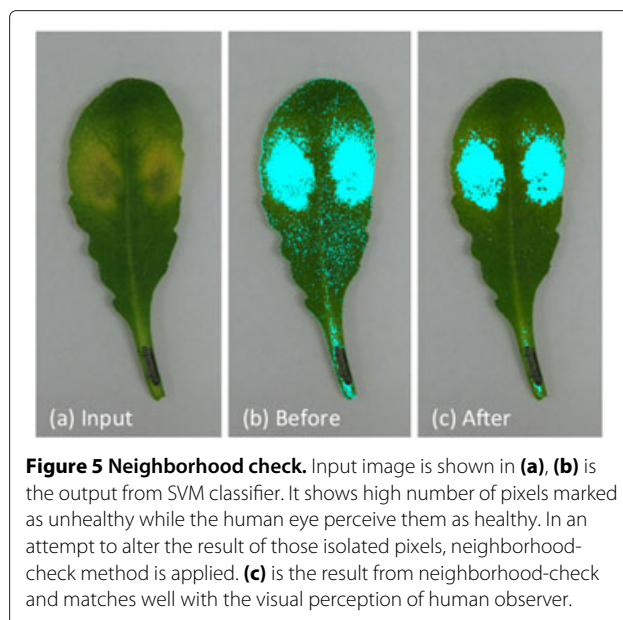 (a) Input
(b) Before
(c) After
Figure 5 Neighborhood check. Input image is shown in (a), (b) is
the output from SVM classifier. It shows high number of pixels marked
as unhealthy while the human eye perceive them as healthy. In an
attempt to alter the result of those isolated pixels, neighborhood-
check method is applied. (c) is the result from neighborhood-check
and matches well with the visual perception of human observer.